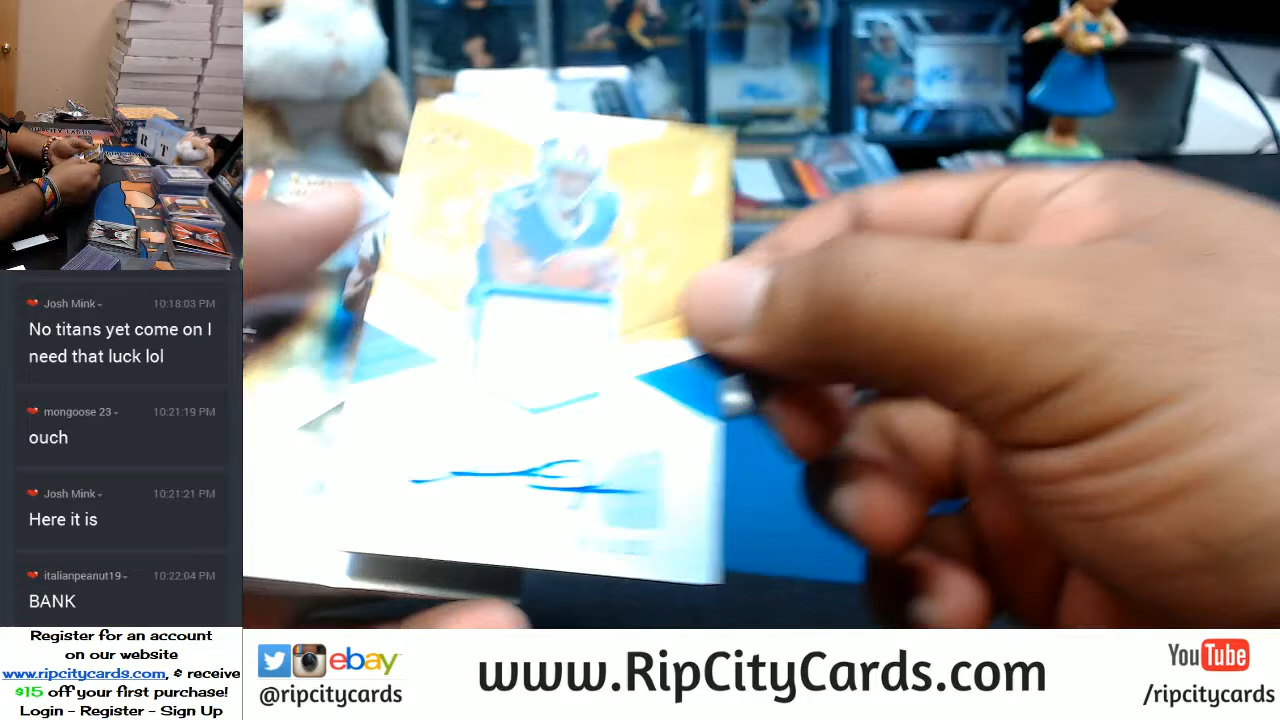 Josh Mink
10:18:03 PM
No titans yet come on I
need that luck lol
mongoose 23
10:21:19 PM
ouch
Josh Mink
10:21:21 PM
Here it is
italianpeanut19
10:22:04 PM
BANK
Register for an account
on our website
www.ripcitycards.com, & receive
$15 off your first purchase!
Login - Register - Sign Up
ebay
@ripcitycards
www.RipCityCards.com
YouTube
/ripcitycards
R T